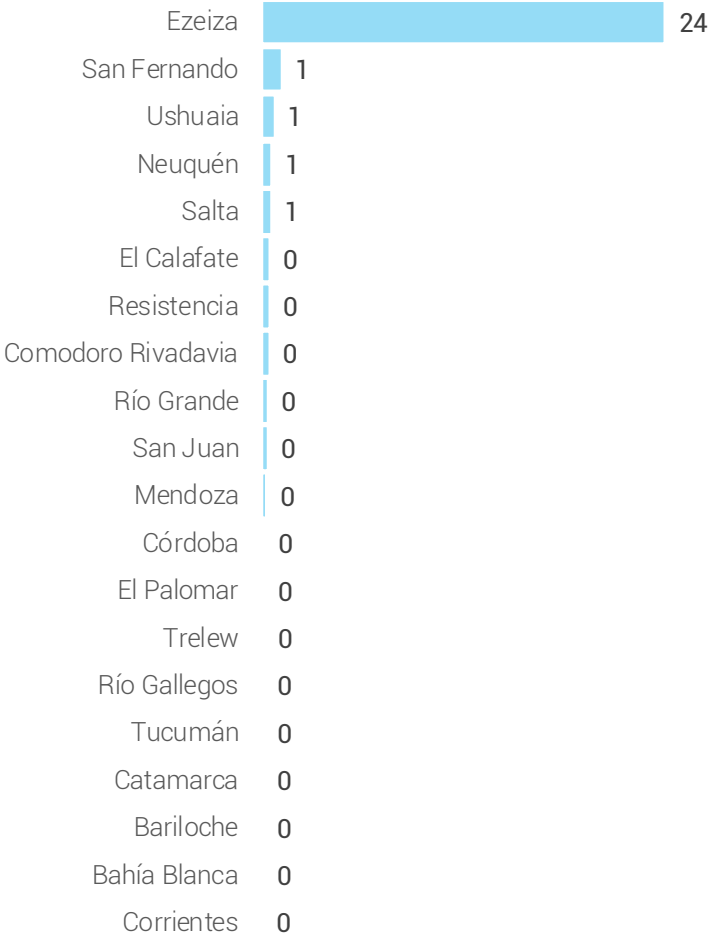 Ezeiza 24
San Fernando 1
Ushuaia 1
Neuquén 1
Salta 1
El Calafate 0
Resistencia 0
Comodoro Rivadavia 0
Río Grande 0
San Juan 0
Mendoza 0
Córdoba 0
El Palomar 0
Trelew 0
Río Gallegos 0
Tucumán 0
Catamarca 0
Bariloche 0
Bahía Blanca 0
Corrientes 0